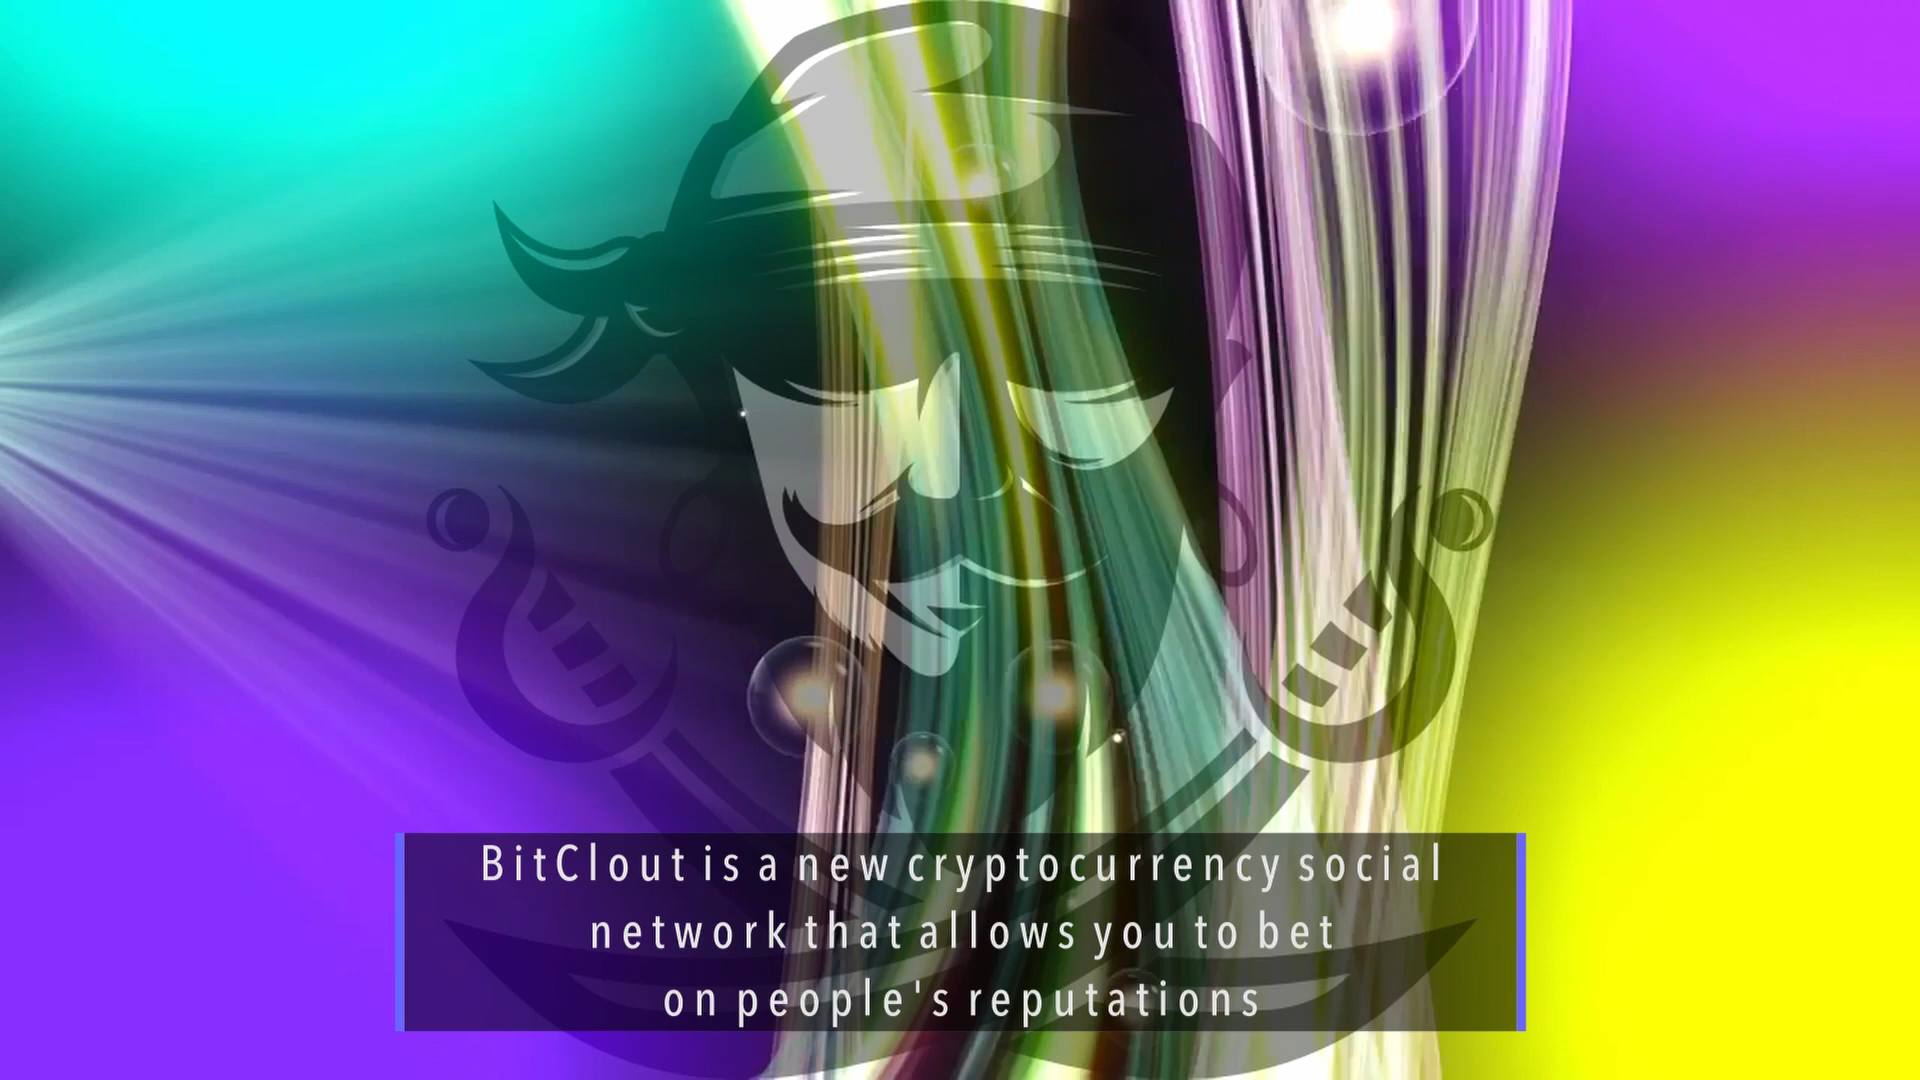 BitClout is a new cryptocurrency social
network that allows you to bet
on people's reputations